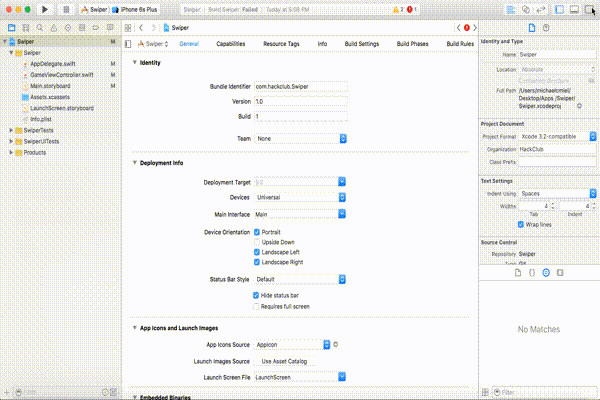 Swiper
iPhone 6s Plus
Swiper | Build Swiper: Failed | Today at 5:08 PM
2
1
Swiper
Swiper
AppDelegate.swift
GameViewController.swift
Main.storyboard
Assets.xcassets
LaunchScreen.storyboard
Info.plist
SwiperTests
SwiperUITests
Products
Filter
Swiper
Swiper
General
Capabilities
Resource Tags
Info
Build Settings
Build Phases
Build Rules
Identity
Bundle Identifier com.hackclub.Swiper
Version 1.0
Build 1
Team None
Deployment Info
Deployment Target
Devices Universal
Main Interface Main
Device Orientation Portrait
Upside Down
Landscape Left
Landscape Right
Status Bar Style Default
Hide status bar
Requires full screen
App Icons and Launch Images
App Icons Source AppIcon
Launch Images Source Use Asset Catalog
Launch Screen File LaunchScreen
Embedded Binaries
Identity and Type
Name Swiper
Location Absolute
Full Path /Users/michaelcmiel/
Desktop/Apps /Swiper/
Swiper.xcodeproj
Project Document
Project Format Xcode 3.2-compatible
Organization HackClub
Class Prefix
Text Settings
Indent Using Spaces
Widths 4 4
Tab Indent
Wrap lines
Source Control
Repository Swiper
Type Git
No Matches
Filter